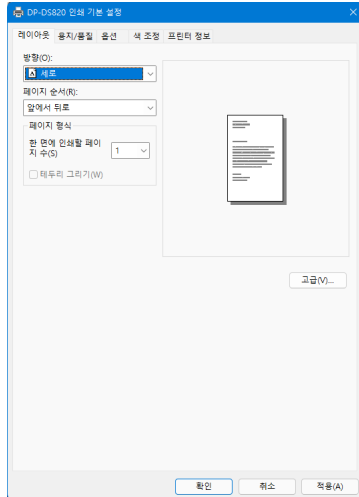 DP-DS820 인쇄 기본 설정
레이아웃 용지/품질 옵션 색 조정 프린터 정보
방향(O):
A 세로
페이지 순서(R):
앞에서 뒤로
페이지 형식
한 면에 인쇄할 페이
지 수(S)
1
테두리 그리기(W)
고급(V)...
확인 취소 적용(A)